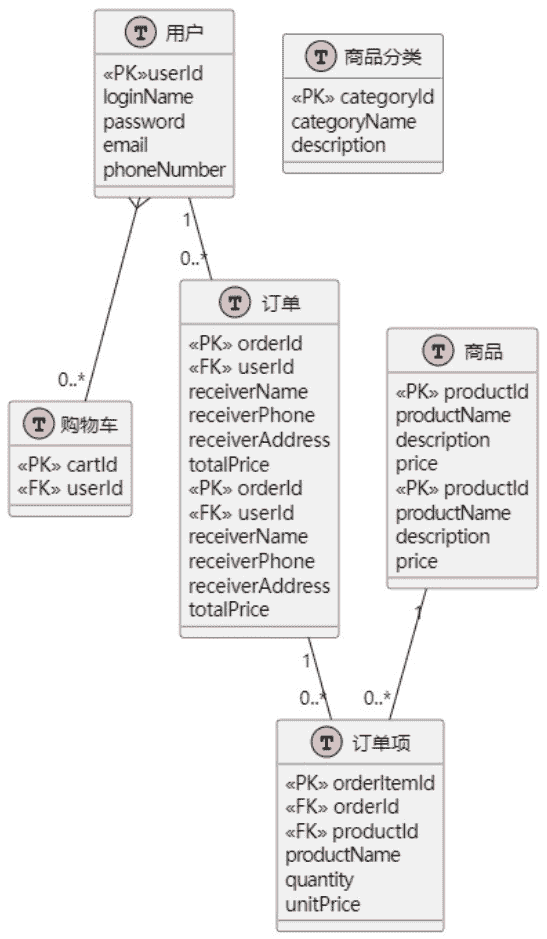 T 用户
«PK»userId
loginName
password
email
phoneNumber
T 商品分类
«PK» categoryId
categoryName
description
1
0..*
0..*
T 订单
«PK» orderId
«FK» userId
receiverName
receiverPhone
receiverAddress
totalPrice
«PK» orderId
«FK» userId
receiverName
receiverPhone
receiverAddress
totalPrice
T 商品
«PK» productId
productName
description
price
«PK» productId
productName
description
price
T 购物车
«PK» cartId
«FK» userId
1
0..*
1
0..*
T 订单项
«PK» orderItemId
«FK» orderId
«FK» productId
productName
quantity
unitPrice